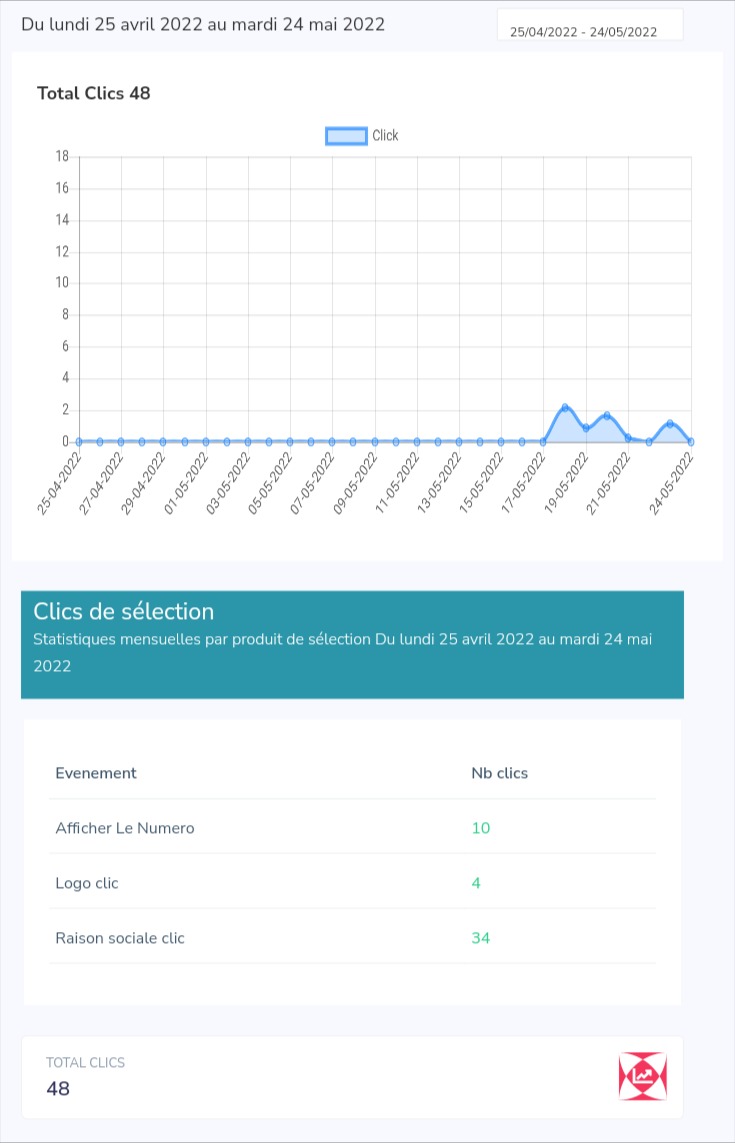 Du lundi 25 avril 2022 au mardi 24 mai 2022
25/04/2022 - 24/05/2022
Total Clics 48
Click
18
16
14
12
10
8
6
4
2
0
25-04-2022
27-04-2022
29-04-2022
01-05-2022
03-05-2022
05-05-2022
07-05-2022
09-05-2022
11-05-2022
13-05-2022
15-05-2022
17-05-2022
19-05-2022
21-05-2022
24-05-2022
Clics de sélection
Statistiques mensuelles par produit de sélection Du lundi 25 avril 2022 au mardi 24 mai
2022
Evenement Nb clics
Afficher Le Numero 10
Logo clic 4
Raison sociale clic 34
TOTAL CLICS
48